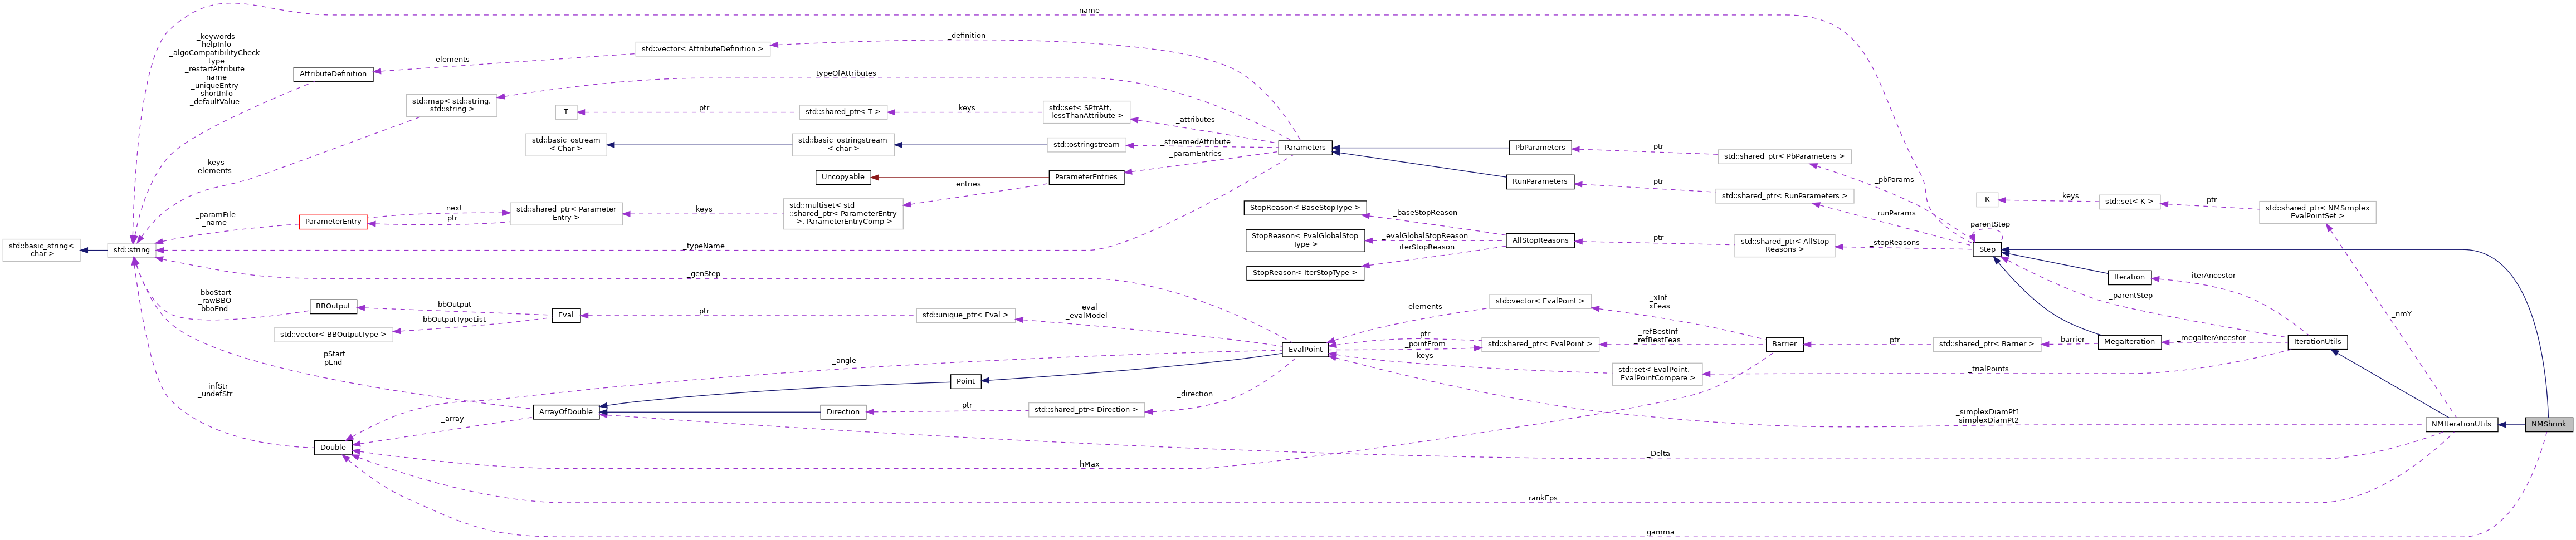 _name
_keywords
_helpInfo
_algoCompatibilityCheck
_type
_restartAttribute
_name
_uniqueEntry
_shortInfo
_defaultValue
_definition
std::vector< AttributeDefinition >
elements
AttributeDefinition
_typeOfAttributes
std::map< std::string,
std::string >
T
ptr
std::shared_ptr< T >
keys
std::set< SPtrAtt,
lessThanAttribute >
_attributes
std::basic_ostream
< Char >
std::basic_ostringstream
< char >
std::ostringstream
_streamedAttribute
Parameters
PbParameters
ptr
std::shared_ptr< PbParameters >
_paramEntries
keys
elements
Uncopyable
ParameterEntries
RunParameters
ptr
std::shared_ptr< RunParameters >
_pbParams
_entries
K
keys
std::set< K >
ptr
std::shared_ptr< NMSimplex
EvalPointSet >
_paramFile
_name
ParameterEntry
_next
ptr
std::shared_ptr< Parameter
Entry >
keys
std::multiset< std
::shared_ptr< ParameterEntry
>, ParameterEntryComp >
StopReason< BaseStopType >
_baseStopReason
_runParams
_parentStep
std::basic_string<
char >
std::string
_typeName
StopReason< EvalGlobalStop
Type >
_evalGlobalStopReason
_iterStopReason
AllStopReasons
ptr
std::shared_ptr< AllStop
Reasons >
_stopReasons
Step
StopReason< IterStopType >
_genStep
Iteration
_iterAncestor
_parentStep
bboStart
_rawBBO
bboEnd
BBOutput
_bbOutput
_bbOutputTypeList
std::vector< BBOutputType >
Eval
ptr
std::unique_ptr< Eval >
_eval
_evalModel
elements
std::vector< EvalPoint >
_xInf
_xFeas
_nmY
EvalPoint
ptr
_pointFrom
keys
std::shared_ptr< EvalPoint >
_refBestInf
_refBestFeas
Barrier
ptr
std::shared_ptr< Barrier >
_barrier
MegaIteration
_megaIterAncestor
IterationUtils
pStart
pEnd
_angle
std::set< EvalPoint,
EvalPointCompare >
_trialPoints
Point
_infStr
_undefStr
_direction
ArrayOfDouble
Direction
ptr
std::shared_ptr< Direction >
_array
_simplexDiamPt1
_simplexDiamPt2
NMIterationUtils
NMShrink
Double
_Delta
_hMax
_rankEps
_gamma